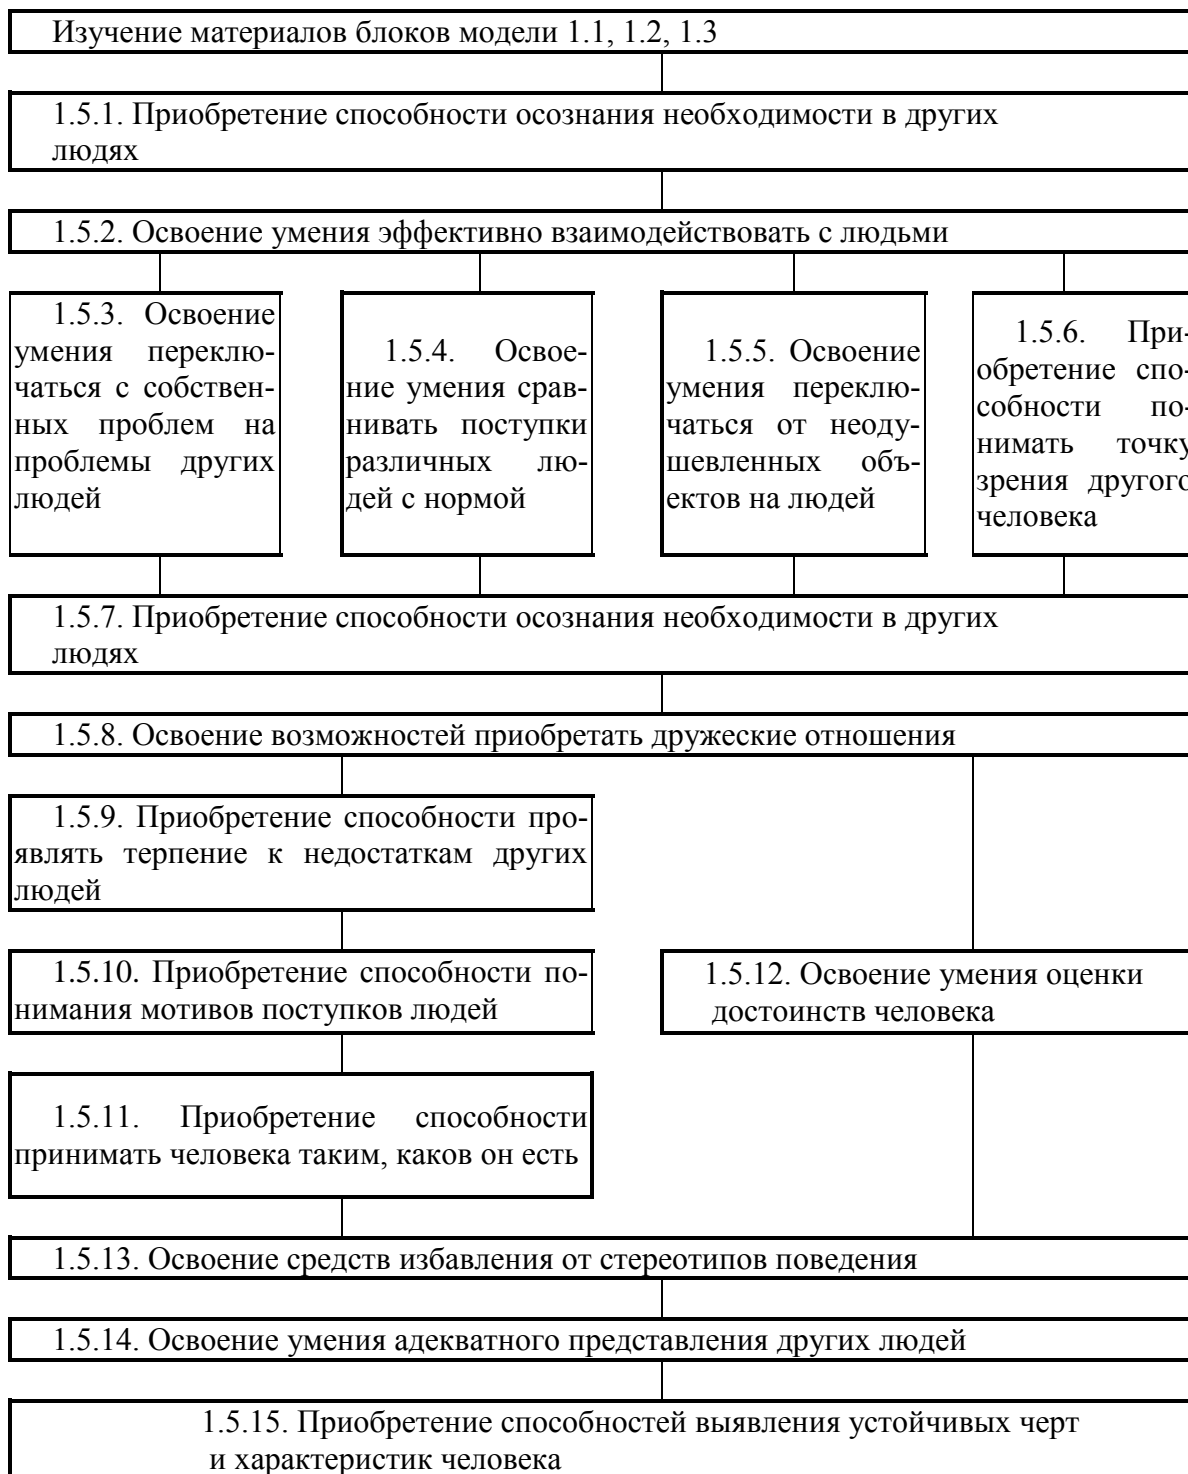 Изучение материалов блоков модели 1.1, 1.2, 1.3
1.5.1. Приобретение способности осознания необходимости в других
людях
1.5.2. Освоение умения эффективно взаимодействовать с людьми
1.5.3. Освоение
умения переклю-
чаться с собствен-
ных проблем на
проблемы других
людей
1.5.4. Освое-
ние умения срав-
нивать поступки
различных лю-
дей с нормой
1.5.5. Освоение
умения переклю-
чаться от неоду-
шевленных объ-
ектов на людей
1.5.6. При-
обретение спо-
собности по-
нимать точку
зрения другого
человека
1.5.7. Приобретение способности осознания необходимости в других
людях
1.5.8. Освоение возможностей приобретать дружеские отношения
1.5.9. Приобретение способности про-
являть терпение к недостаткам других
людей
1.5.10. Приобретение способности по-
нимания мотивов поступков людей
1.5.12. Освоение умения оценки
достоинств человека
1.5.11. Приобретение способности
принимать человека таким, каков он есть
1.5.13. Освоение средств избавления от стереотипов поведения
1.5.14. Освоение умения адекватного представления других людей
1.5.15. Приобретение способностей выявления устойчивых черт
и характеристик человека